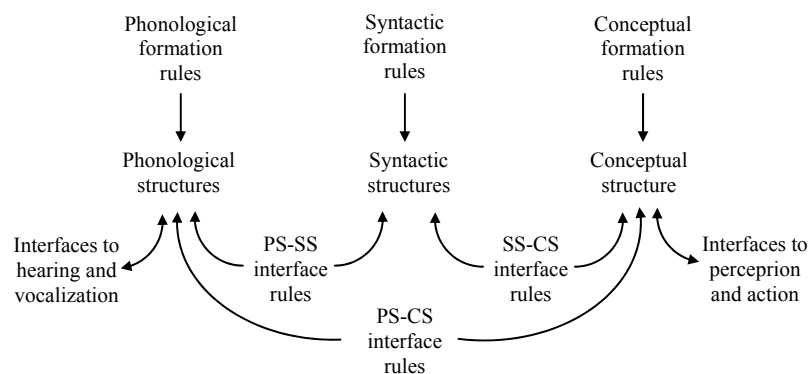 Phonological
formation
rules
Syntactic
formation
rules
Conceptual
formation
rules
Phonological
structures
Syntactic
structures
Conceptual
structure
Interfaces to
hearing and
vocalization
PS-SS
interface
rules
SS-CS
interface
rules
Interfaces to
perceprion
and action
PS-CS
interface
rules